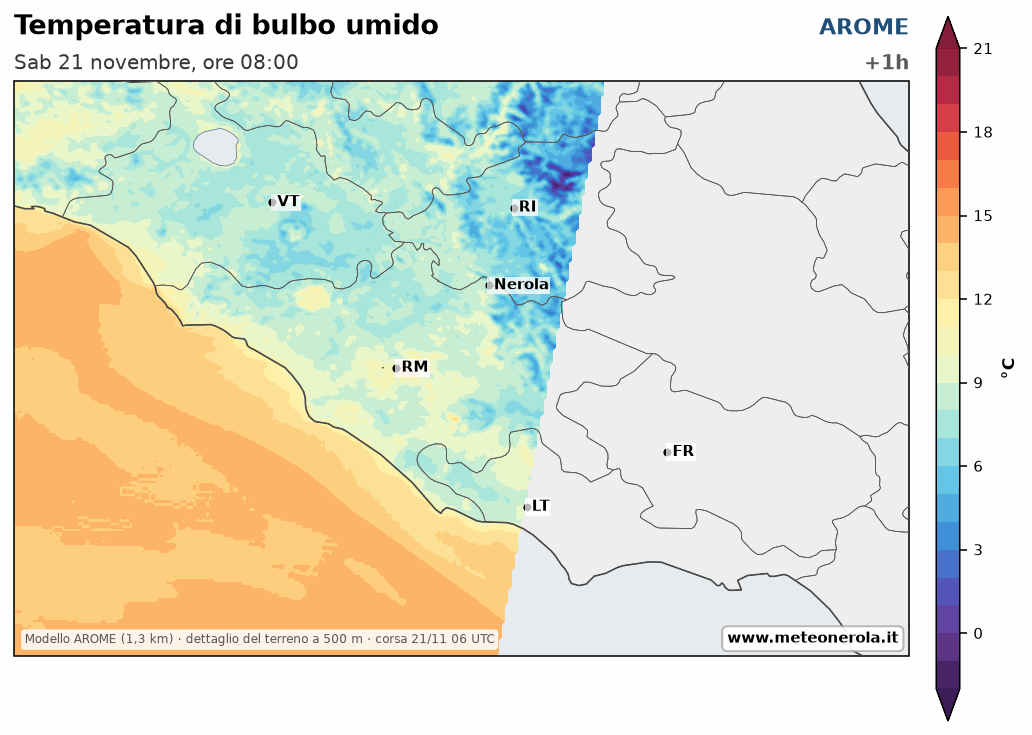 Temperatura di bulbo umido
AROME
Sab 21 novembre, ore 08:00
+1h
VT
RI
Nerola
RM
FR
LT
Modello AROME (1,3 km) · dettaglio del terreno a 500 m · corsa 21/11 06 UTC
www.meteonerola.it
21
18
15
12
9
6
3
0
°C